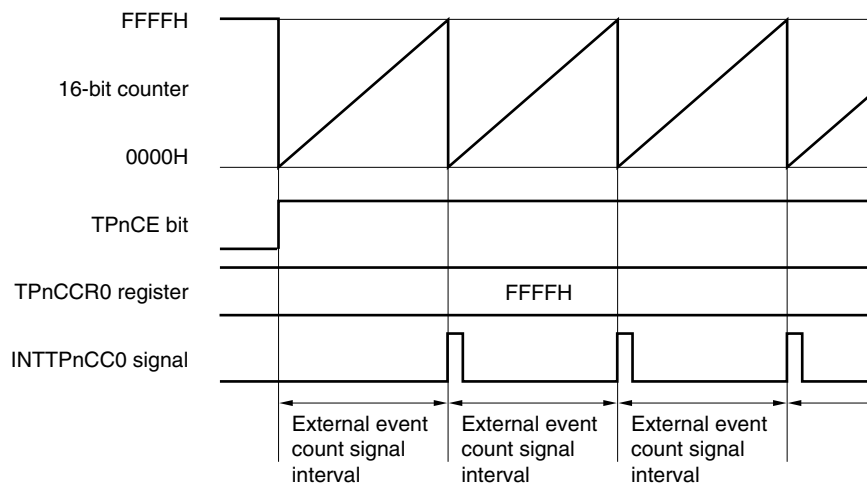 FFFFH
16-bit counter
0000H
TPnCE bit
TPnCCR0 register
FFFFH
INTTPnCC0 signal
External event
count signal
interval
External event
count signal
interval
External event
count signal
interval